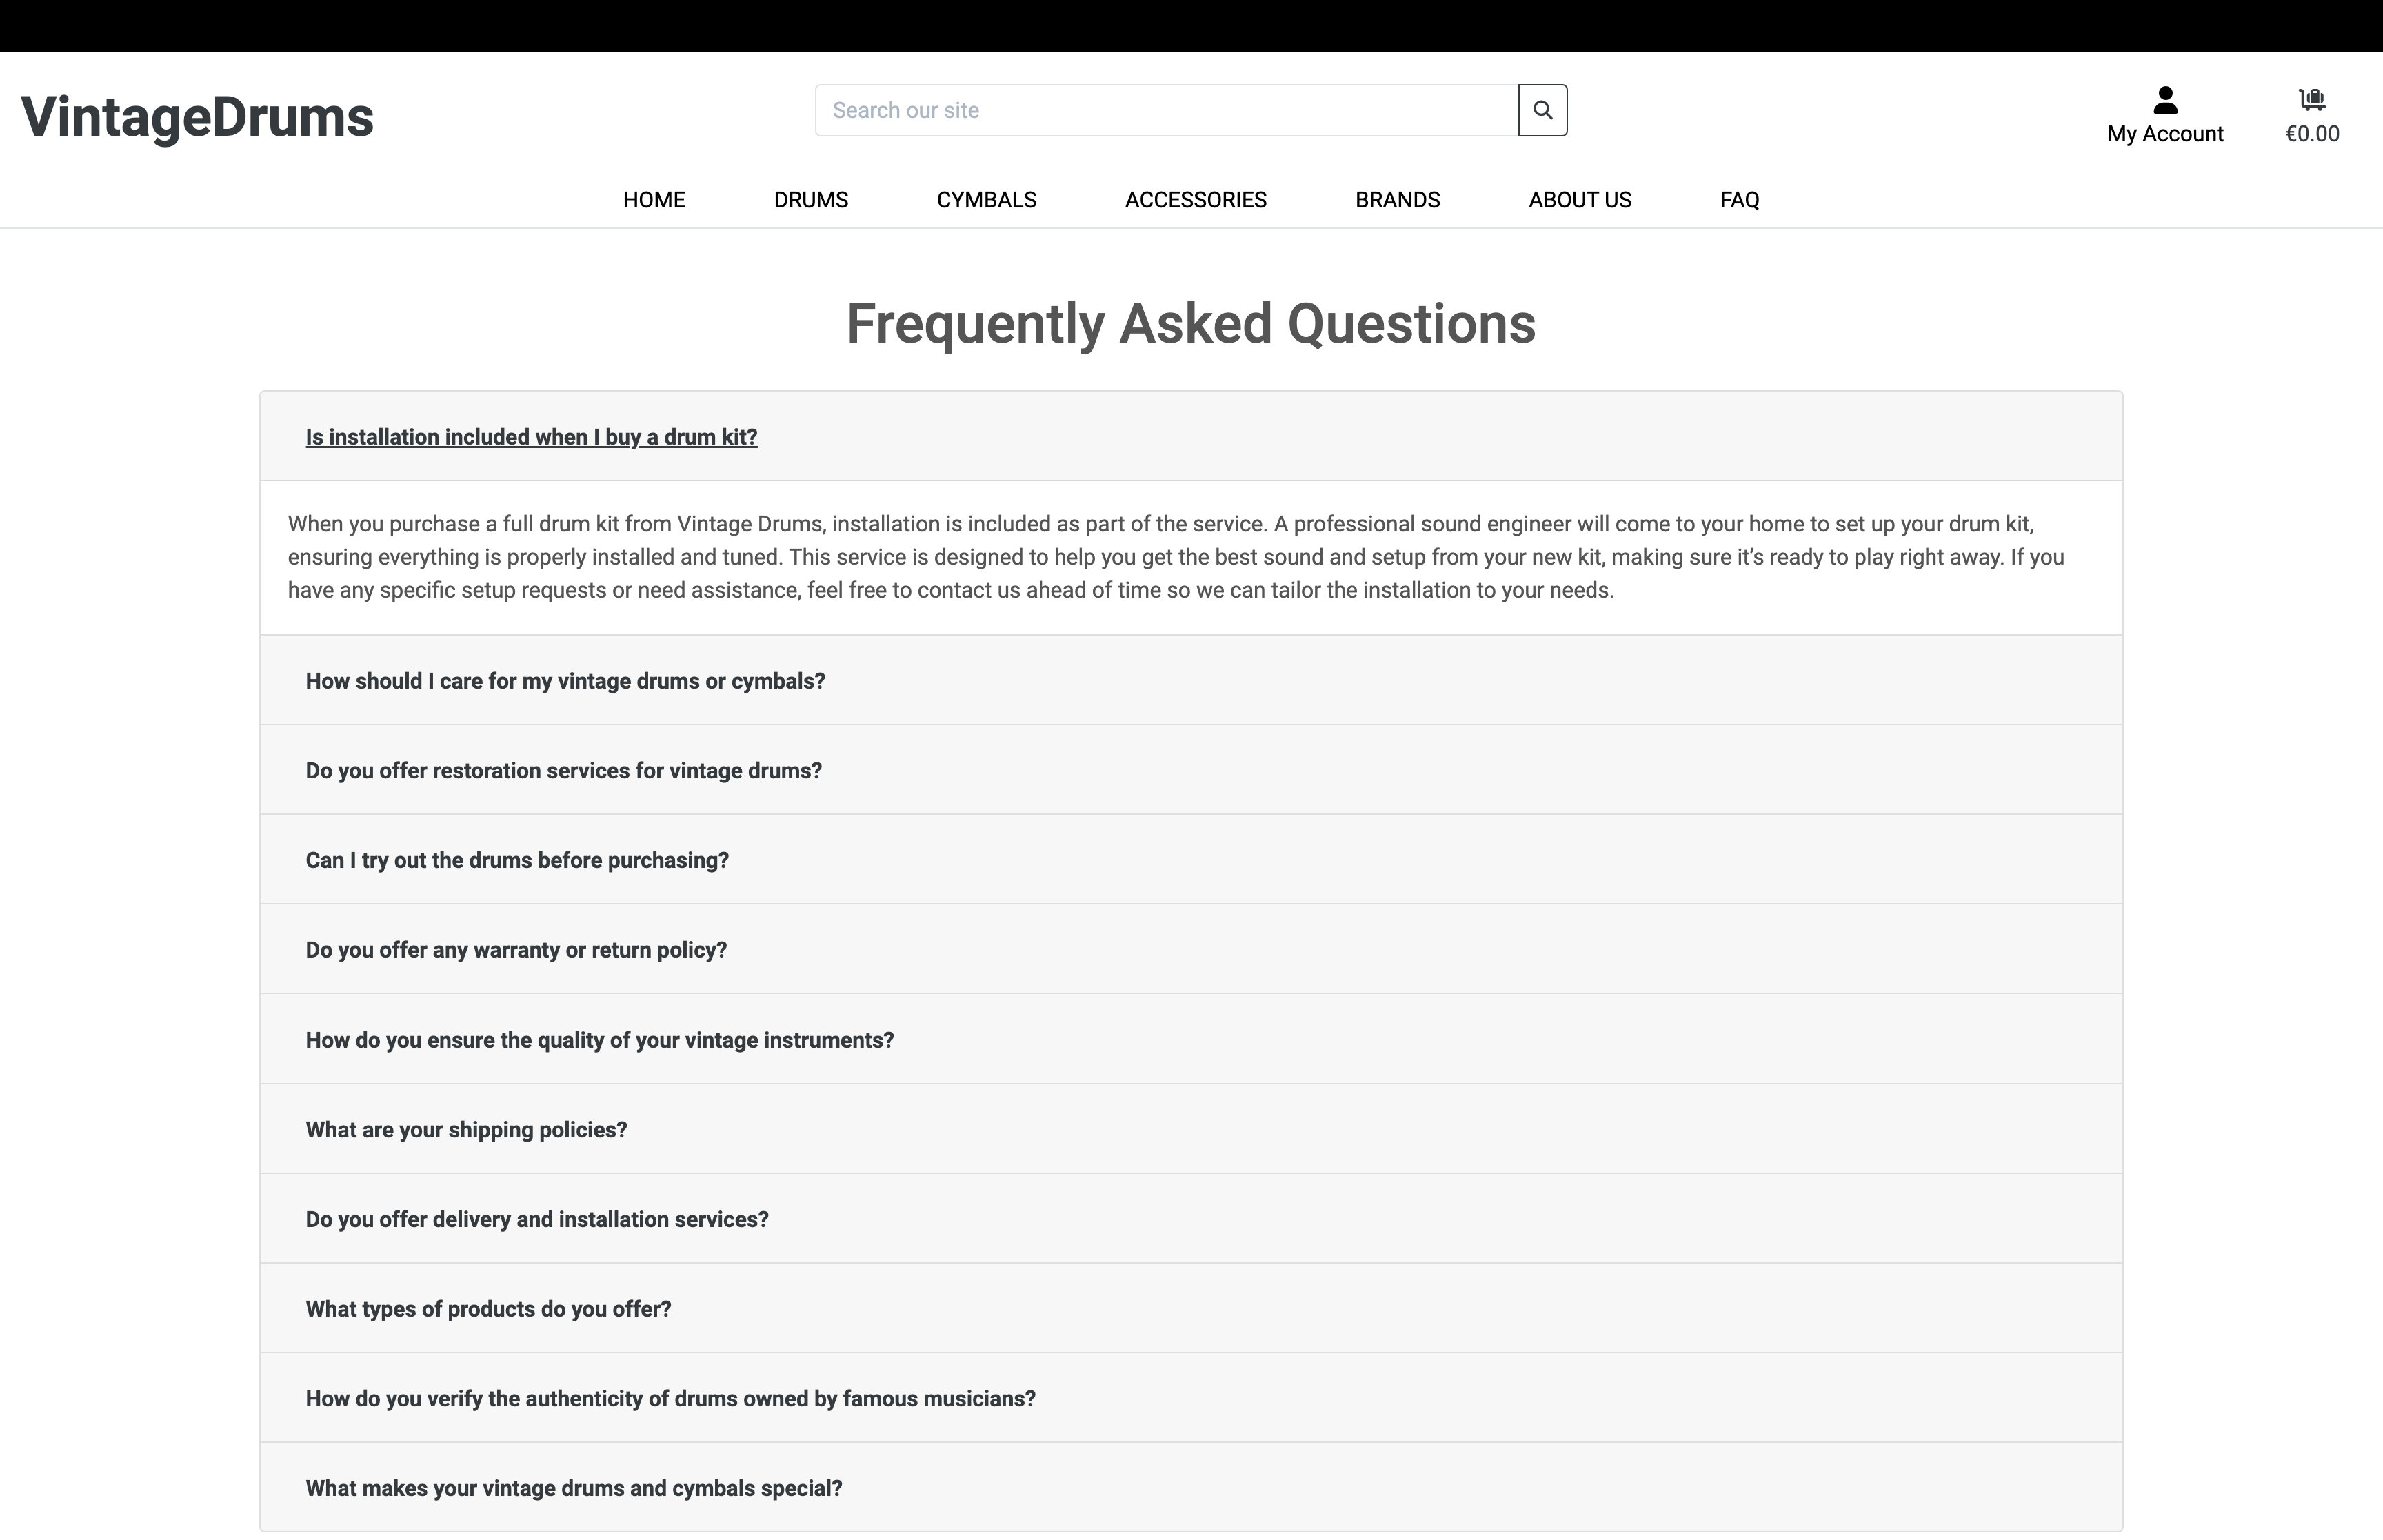 VintageDrums
Search our site
My Account
€0.00
HOME
DRUMS
CYMBALS
ACCESSORIES
BRANDS
ABOUT US
FAQ
Frequently Asked Questions
Is installation included when I buy a drum kit?
When you purchase a full drum kit from Vintage Drums, installation is included as part of the service. A professional sound engineer will come to your home to set up your drum kit,
ensuring everything is properly installed and tuned. This service is designed to help you get the best sound and setup from your new kit, making sure it’s ready to play right away. If you
have any specific setup requests or need assistance, feel free to contact us ahead of time so we can tailor the installation to your needs.
How should I care for my vintage drums or cymbals?
Do you offer restoration services for vintage drums?
Can I try out the drums before purchasing?
Do you offer any warranty or return policy?
How do you ensure the quality of your vintage instruments?
What are your shipping policies?
Do you offer delivery and installation services?
What types of products do you offer?
How do you verify the authenticity of drums owned by famous musicians?
What makes your vintage drums and cymbals special?